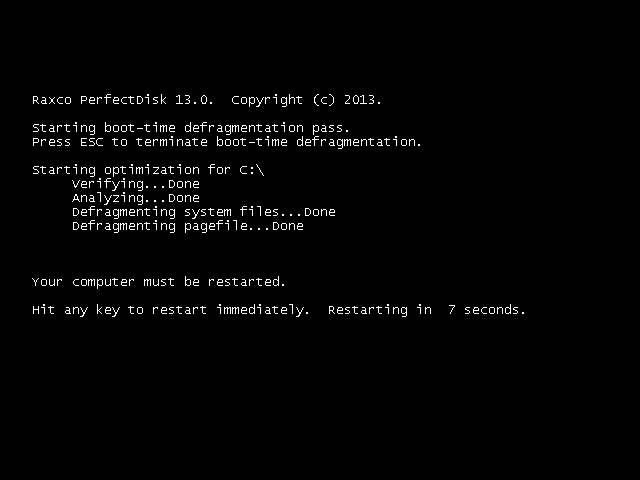 Raxco PerfectDisk 13.0.  Copyright (c) 2013.
Starting boot-time defragmentation pass.
Press ESC to terminate boot-time defragmentation.
Starting optimization for C:\
Verifying...Done
Analyzing...Done
Defragmenting system files...Done
Defragmenting pagefile...Done
Your computer must be restarted.
Hit any key to restart immediately.  Restarting in  7 seconds.